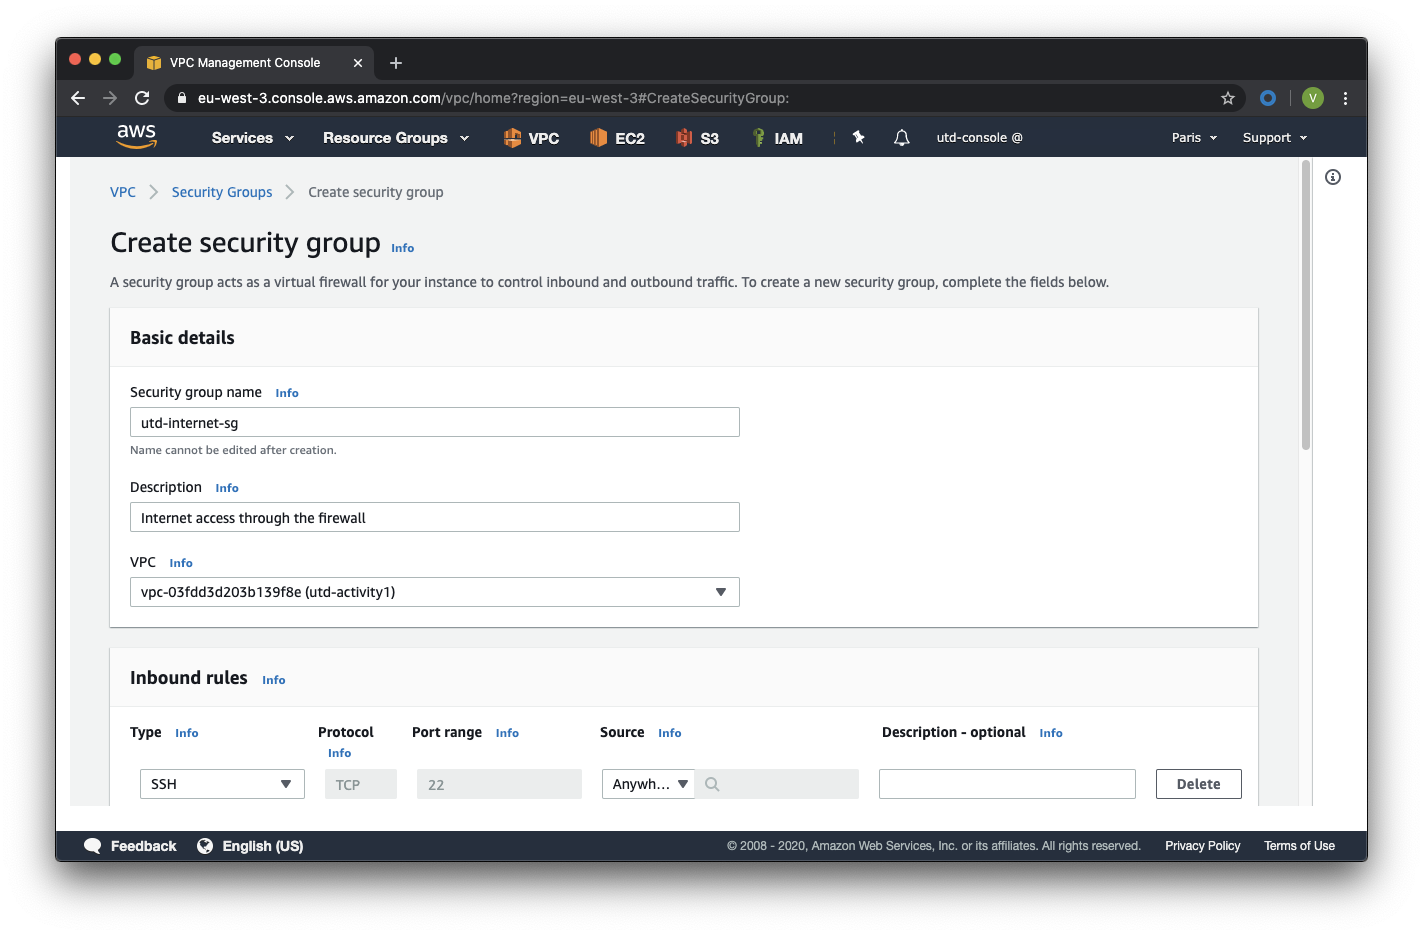 VPC Management Console
eu-west-3.console.aws.amazon.com/vpc/home?region=eu-west-3#CreateSecurityGroup:
V
aws Services Resource Groups VPC EC2 S3 IAM utd-console @ Paris Support
VPC Security Groups Create security group
Create security group Info
A security group acts as a virtual firewall for your instance to control inbound and outbound traffic. To create a new security group, complete the fields below.
Basic details
Security group name Info
utd-internet-sg
Name cannot be edited after creation.
Description Info
Internet access through the firewall
VPC Info
vpc-03fdd3d203b139f8e (utd-activity1)
Inbound rules Info
Type Info Protocol Info Port range Info Source Info Description - optional Info
SSH TCP 22 Anywh... Delete
Feedback English (US) © 2008 - 2020, Amazon Web Services, Inc. or its affiliates. All rights reserved. Privacy Policy Terms of Use